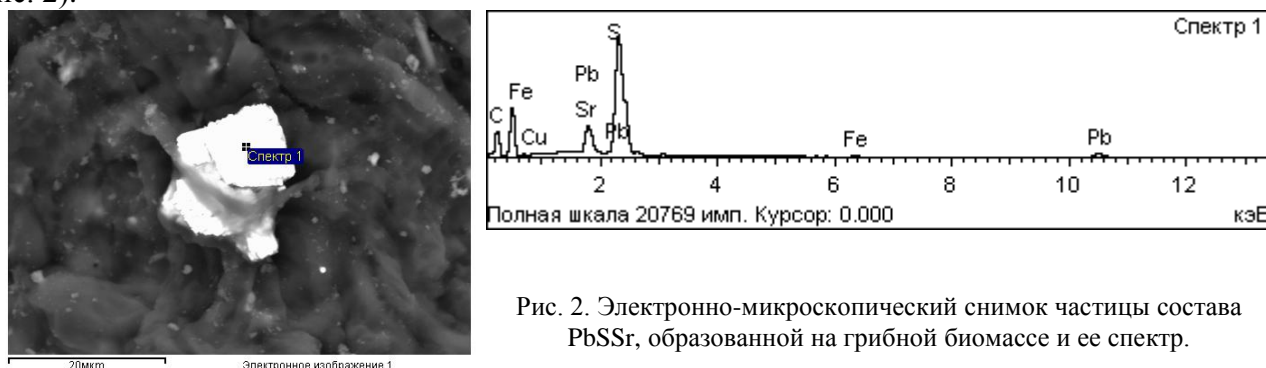 Спектр 1
20мкm
Электронное изображение 1
Спектр 1
S
Pb
Fe
Sr
C
Cu
Pb
Fe
Pb
2 4 6 8 10 12
Полная шкала 20769 имп. Курсор: 0.000
кэЕ
Рис. 2. Электронно-микроскопический снимок частицы состава
PbSSr, образованной на грибной биомассе и ее спектр.